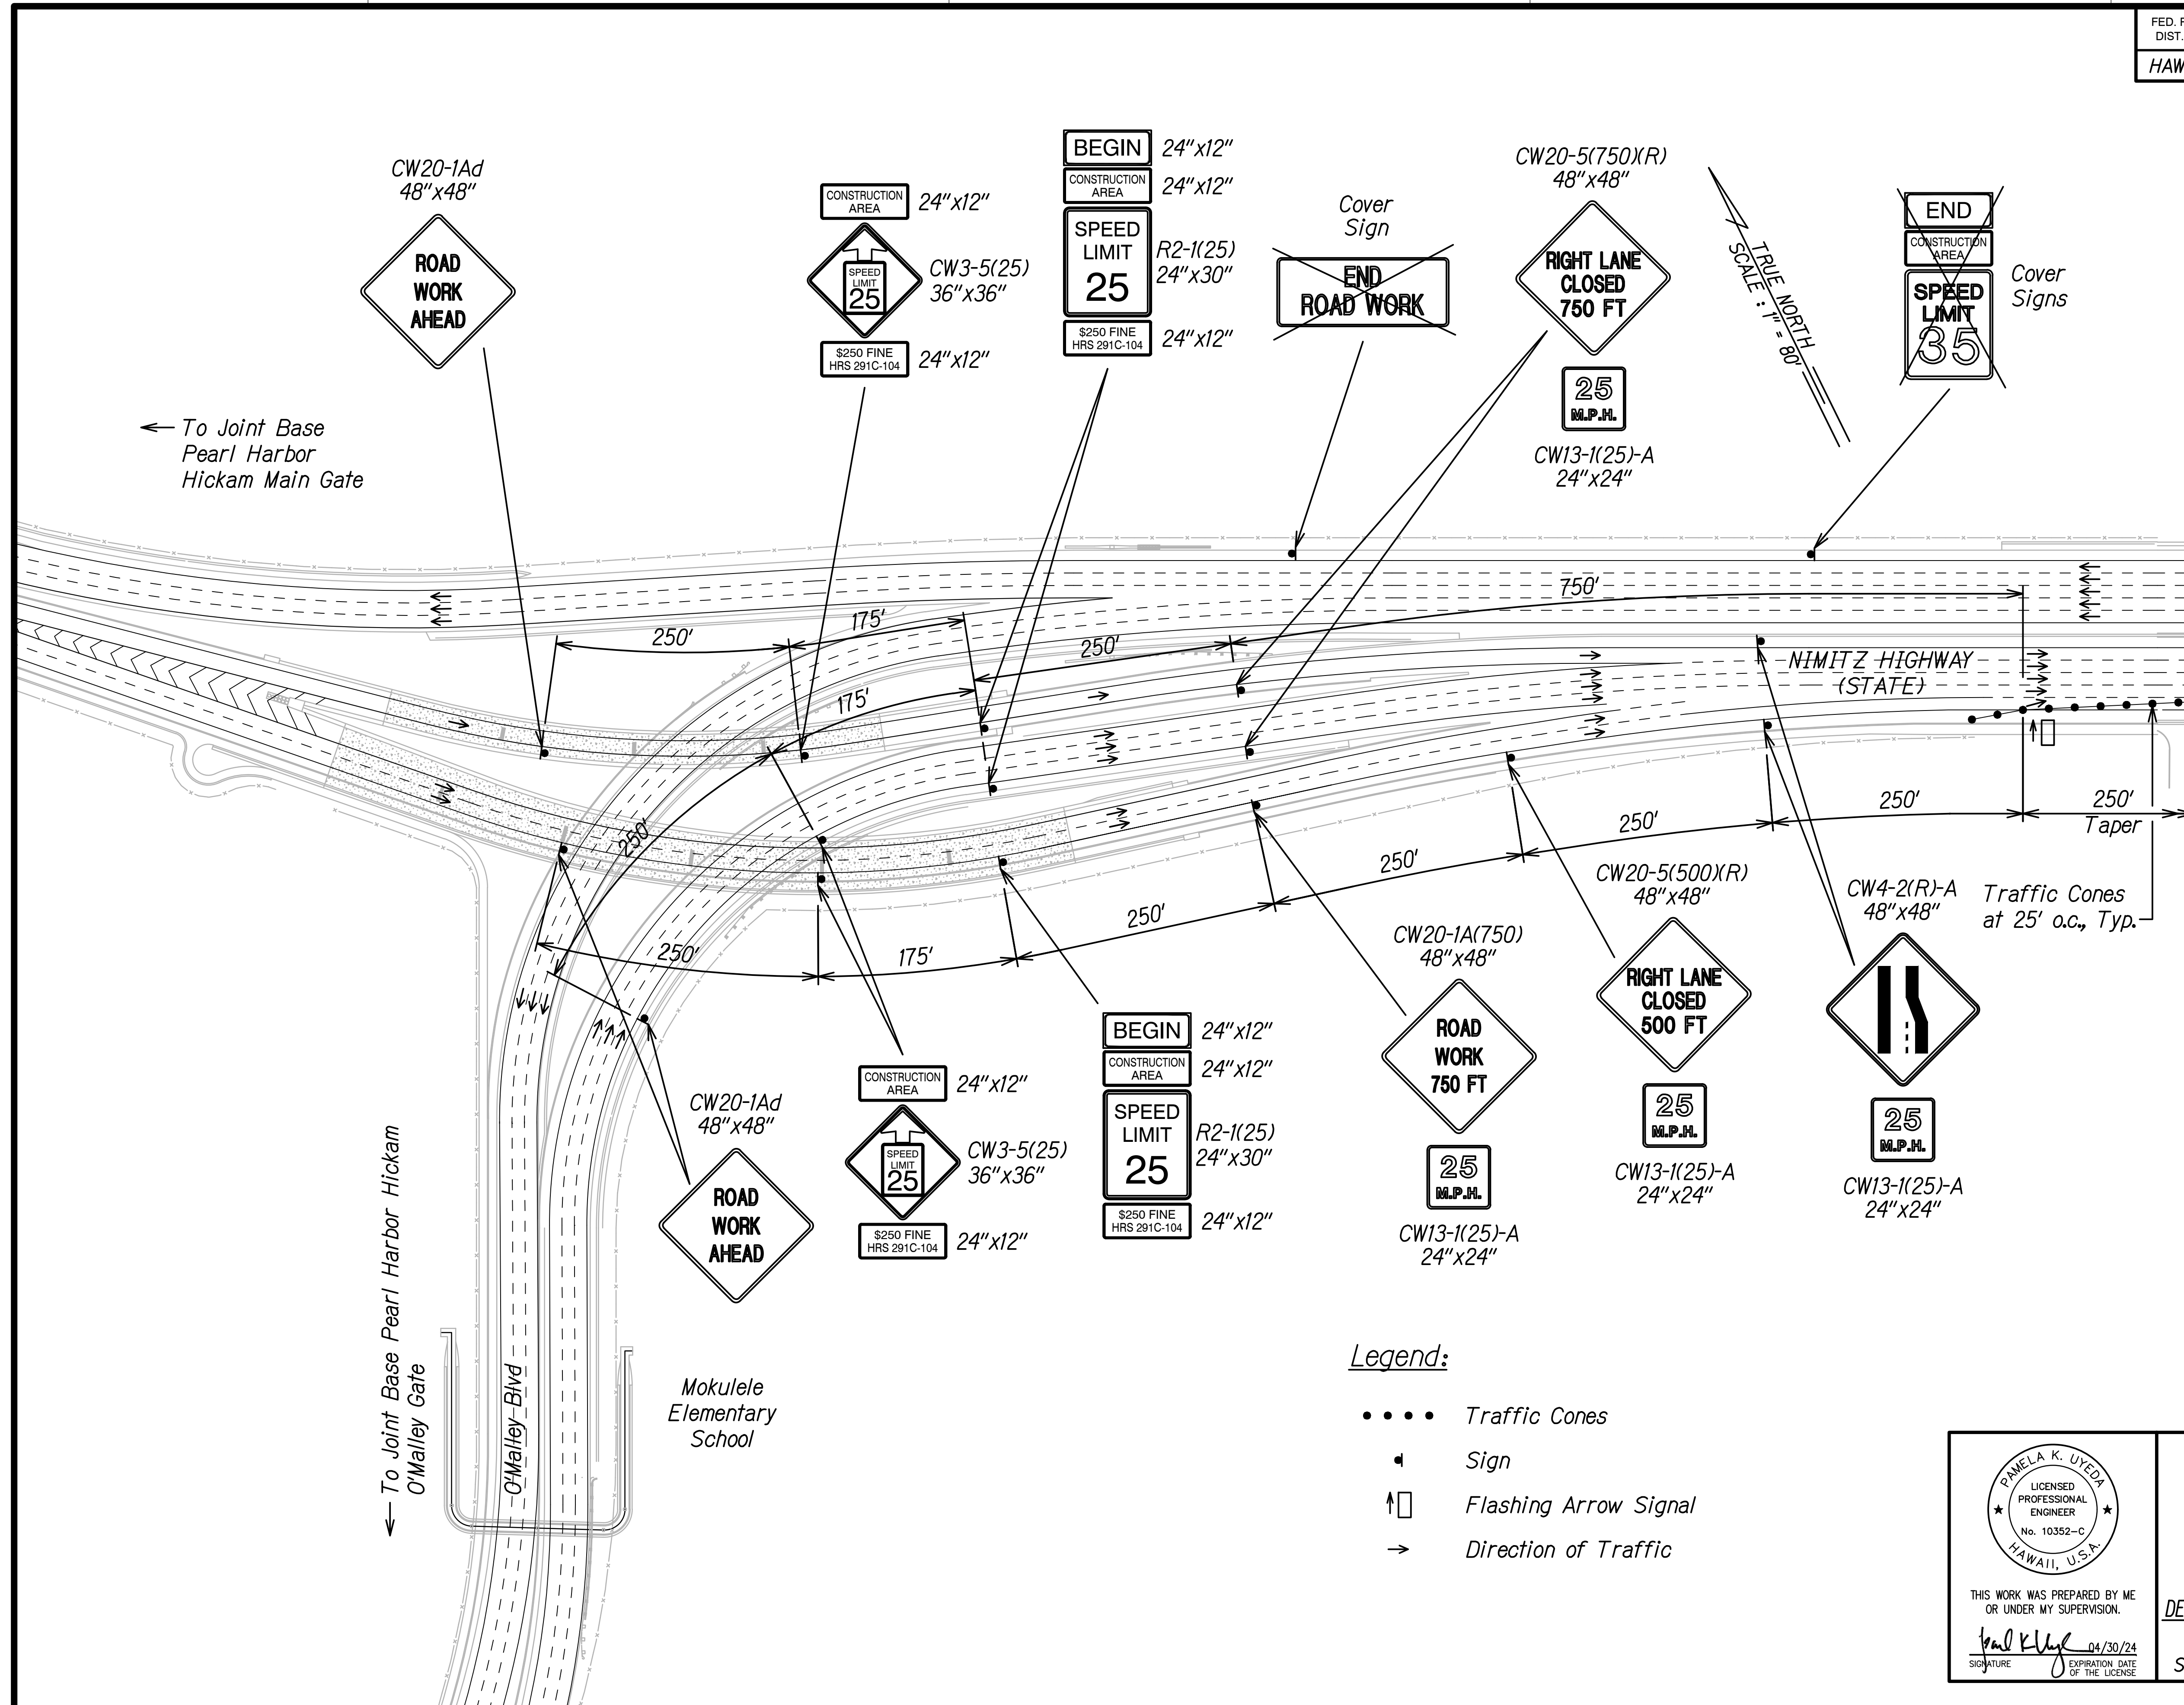 FED.
DIST.
CW20-1Ad
48"x48"
ROAD
WORK
AHEAD
CONSTRUCTION
AREA
24"x12"
SPEED
LIMIT
25
CW3-5(25)
36"x36"
$250 FINE
HRS 291C-104
24"x12"
BEGIN
24"x12"
CONSTRUCTION
AREA
24"x12"
SPEED
LIMIT
25
R2-1(25)
24"x30"
$250 FINE
HRS 291C-104
24"x12"
Cover
Sign
END
ROAD WORK
CW20-5(750)(R)
48"x48"
RIGHT LANE
CLOSED
750 FT
25
M.P.H.
CW13-1(25)-A
24"x24"
TRUE NORTH
SCALE : 1" = 80'
END
CONSTRUCTION
AREA
SPEED
LIMIT
35
Cover
Signs
To Joint Base
Pearl Harbor
Hickam Main Gate
250'
175'
250'
750'
175'
250'
NIMITZ HIGHWAY
(STATE)
250'
175'
250'
250'
250'
250'
250'
Taper
Traffic Cones
at 25' o.c., Typ.
CW20-1Ad
48"x48"
ROAD
WORK
AHEAD
CONSTRUCTION
AREA
24"x12"
SPEED
LIMIT
25
CW3-5(25)
36"x36"
$250 FINE
HRS 291C-104
24"x12"
BEGIN
24"x12"
CONSTRUCTION
AREA
24"x12"
SPEED
LIMIT
25
R2-1(25)
24"x30"
$250 FINE
HRS 291C-104
24"x12"
CW20-1A(750)
48"x48"
ROAD
WORK
750 FT
25
M.P.H.
CW13-1(25)-A
24"x24"
CW20-5(500)(R)
48"x48"
RIGHT LANE
CLOSED
500 FT
25
M.P.H.
CW13-1(25)-A
24"x24"
CW4-2(R)-A
48"x48"
25
M.P.H.
CW13-1(25)-A
24"x24"
To Joint Base Pearl Harbor Hickam
O'Malley Gate
O'Malley Blvd
Mokulele
Elementary
School
Legend:
Traffic Cones
Sign
Flashing Arrow Signal
Direction of Traffic
PAMELA K. UYEDA
LICENSED
PROFESSIONAL
ENGINEER
No. 10352-C
HAWAII, U.S.A.
THIS WORK WAS PREPARED BY ME
OR UNDER MY SUPERVISION.
04/30/24
SIGNATURE
EXPIRATION DATE
OF THE LICENSE